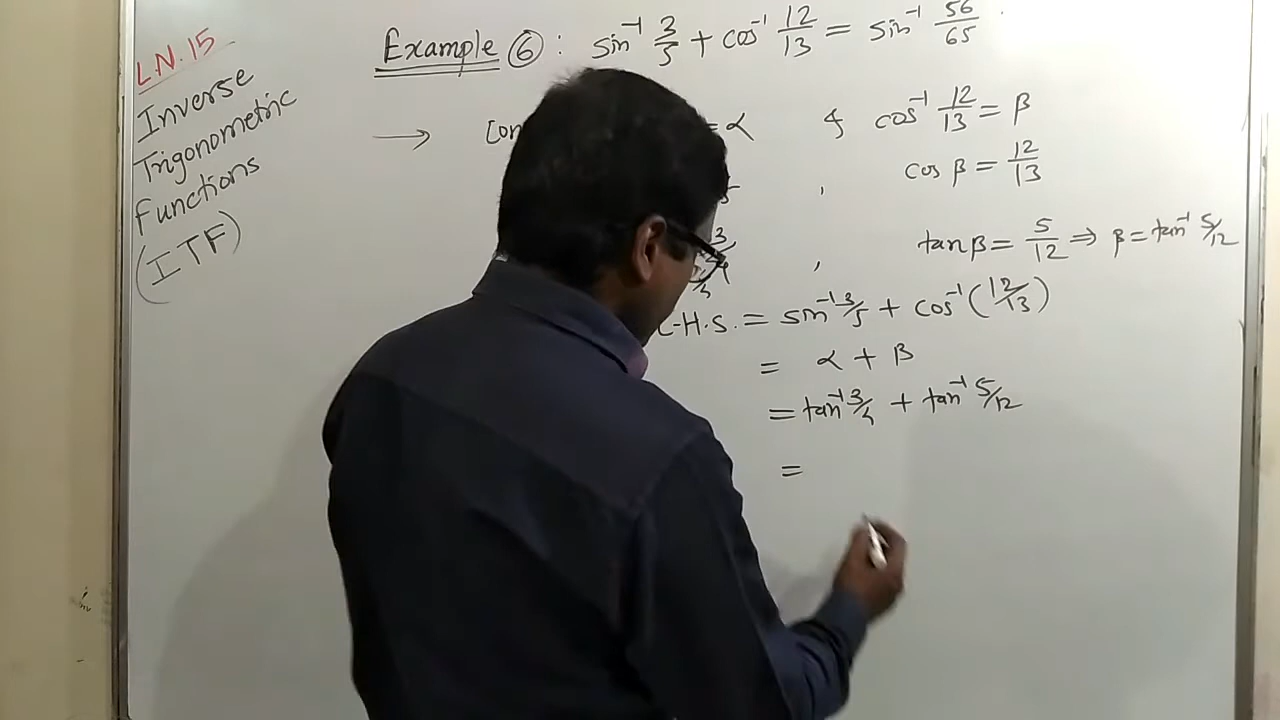 L.N.15
Inverse
Trigonometric
Functions
(ITF)
Example ⑥ : sin⁻¹ 3/5 + cos⁻¹ 12/13 = sin⁻¹ 56/65
→ = α & cos⁻¹ 12/13 = β
, cos β = 12/13
, tan β = 5/12 ⇒ β = tan⁻¹ 5/12
L.H.S. = sin⁻¹ 3/5 + cos⁻¹ (12/13)
= α + β
= tan⁻¹ 3/4 + tan⁻¹ 5/12
=